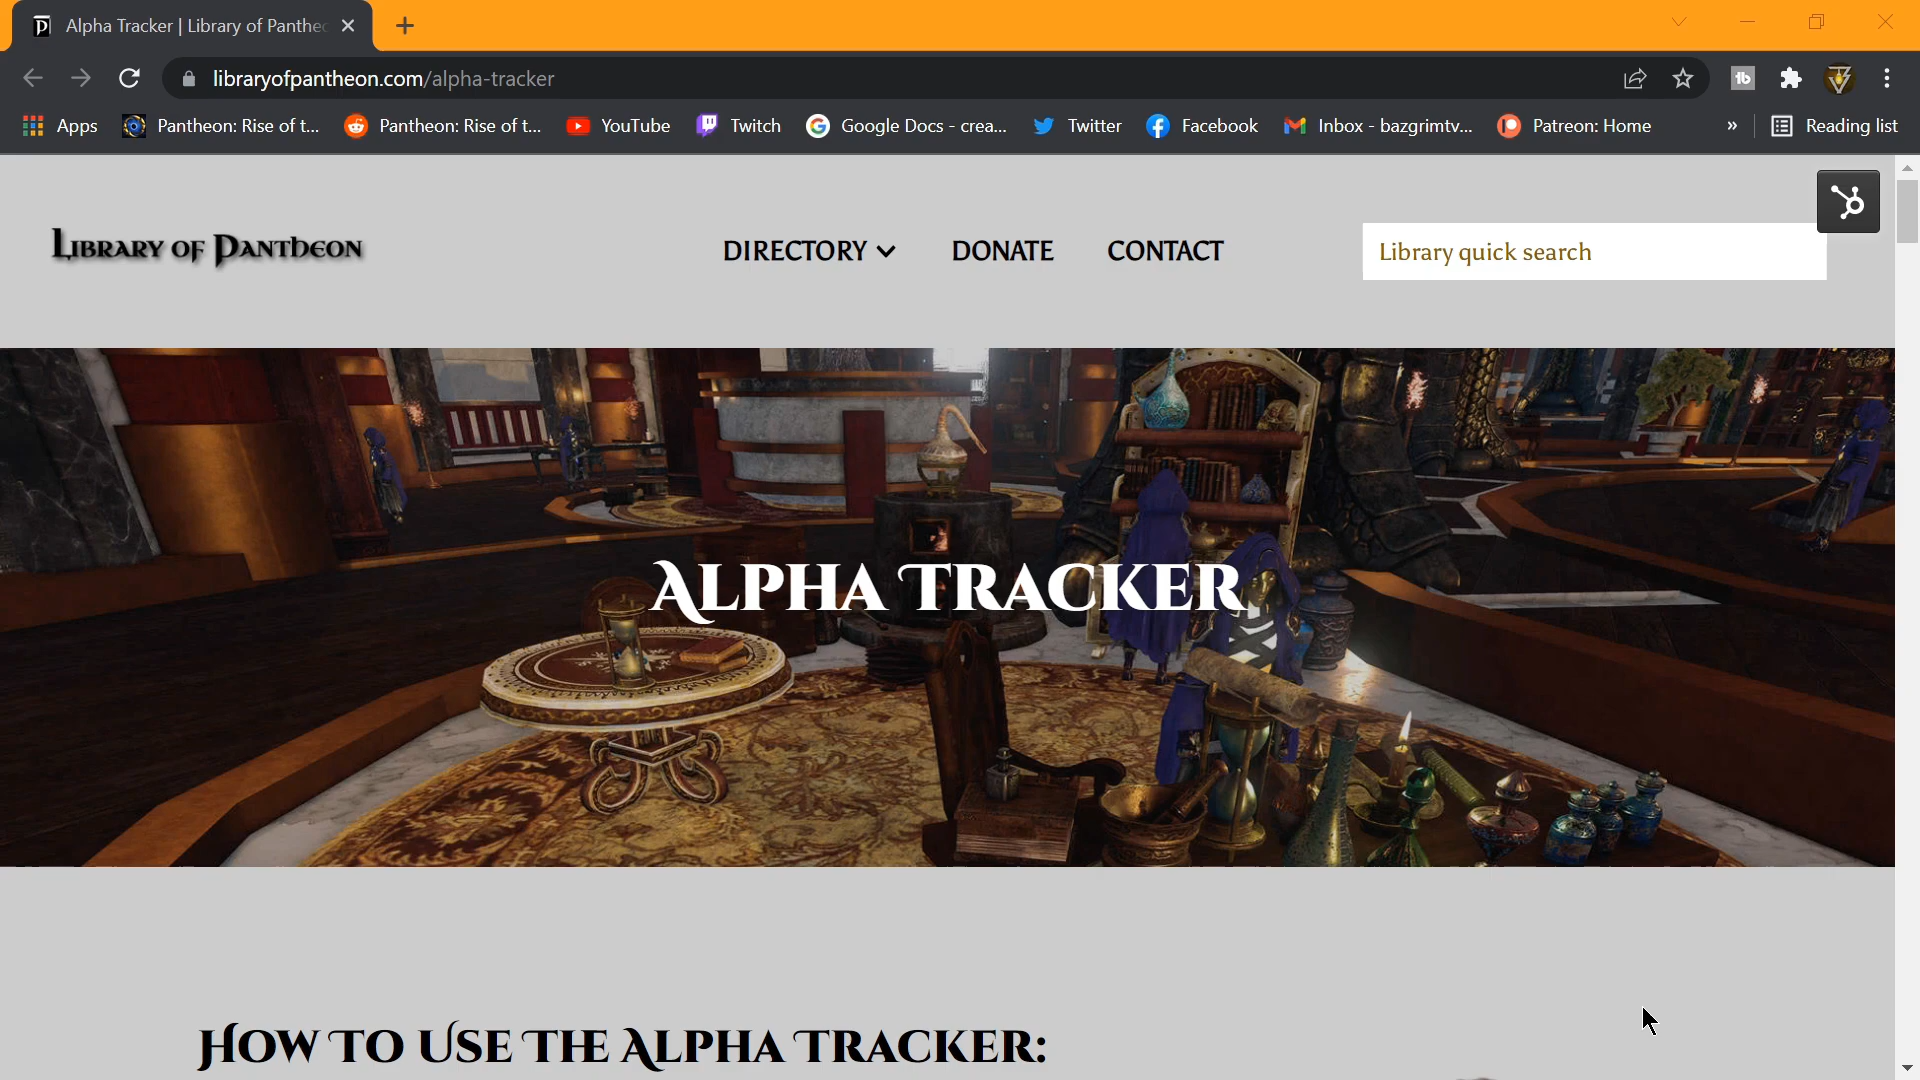 Alpha Tracker | Library of Panthe
libraryofpantheon.com/alpha-tracker
Apps
Pantheon: Rise of t...
Pantheon: Rise of t...
YouTube
Twitch
Google Docs - crea...
Twitter
Facebook
Inbox - bazgrimtv...
Patreon: Home
»
Reading list
Library of Pantheon
DIRECTORY
DONATE
CONTACT
Library quick search
Alpha Tracker
How To Use The Alpha Tracker: